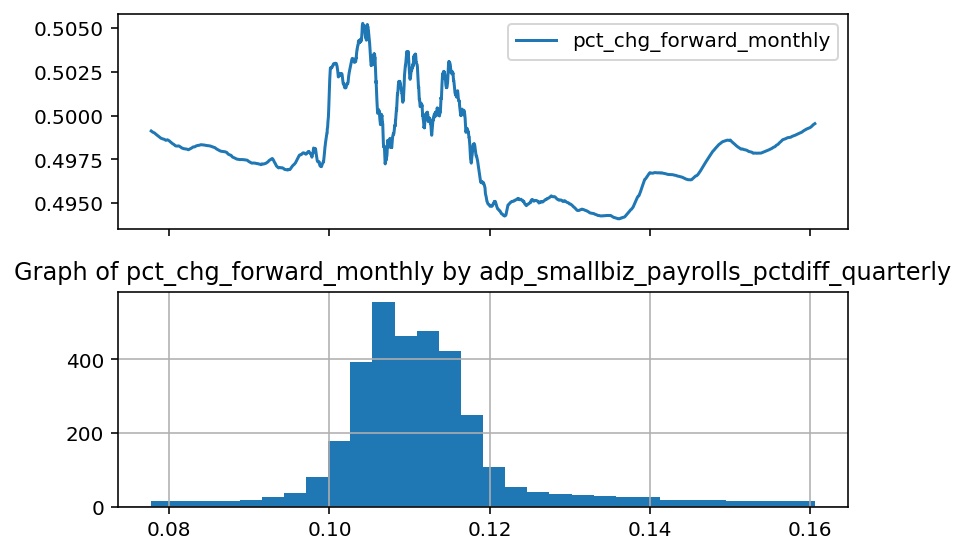 0.5050
0.5025
0.5000
0.4975
0.4950
pct_chg_forward_monthly
Graph of pct_chg_forward_monthly by adp_smallbiz_payrolls_pctdiff_quarterly
400
200
0
0.08 0.10 0.12 0.14 0.16